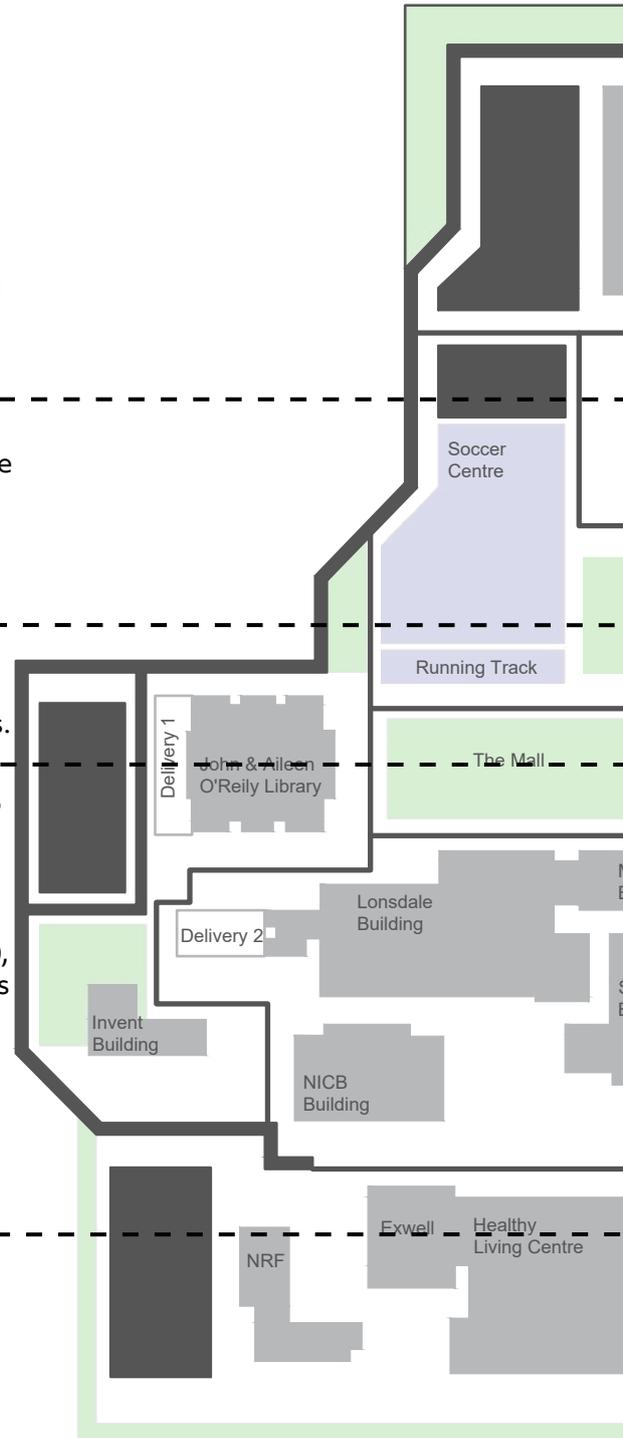 e
Soccer
Centre
Running Track
s.
Delivery 1
John & Aileen
O'Reily Library
The Mall
Lonsdale
Building
Delivery 2
),
s
Invent
Building
NICB
Building
Exwell
Healthy
Living Centre
NRF